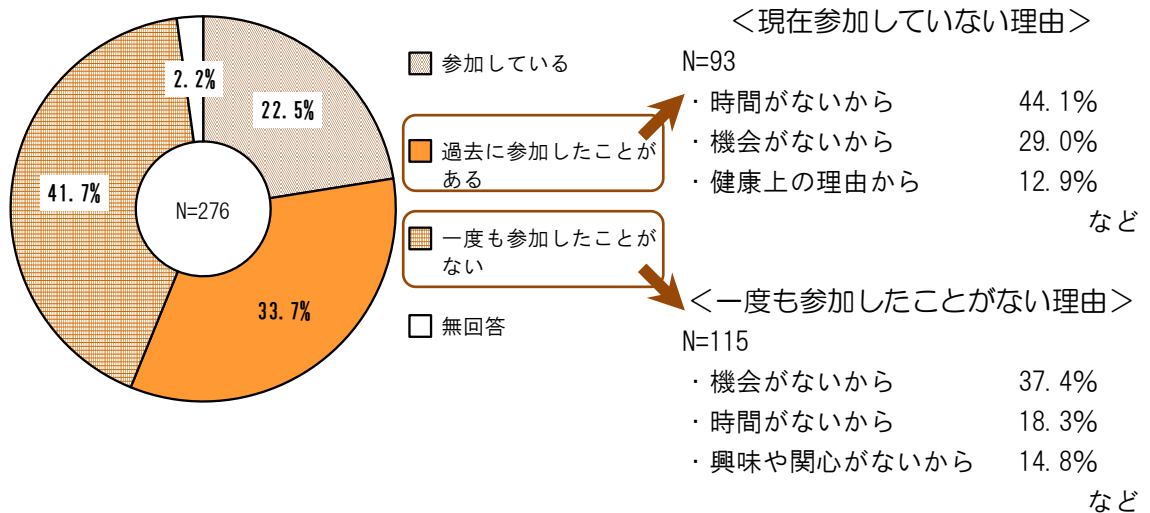 2.2%
22.5%
41.7%
N=276
33.7%
参加している
過去に参加したことが
ある
一度も参加したことが
ない
無回答
＜現在参加していない理由＞
N=93
・時間がないから 44.1%
・機会がないから 29.0%
・健康上の理由から 12.9%
など
＜一度も参加したことがない理由＞
N=115
・機会がないから 37.4%
・時間がないから 18.3%
・興味や関心がないから 14.8%
など